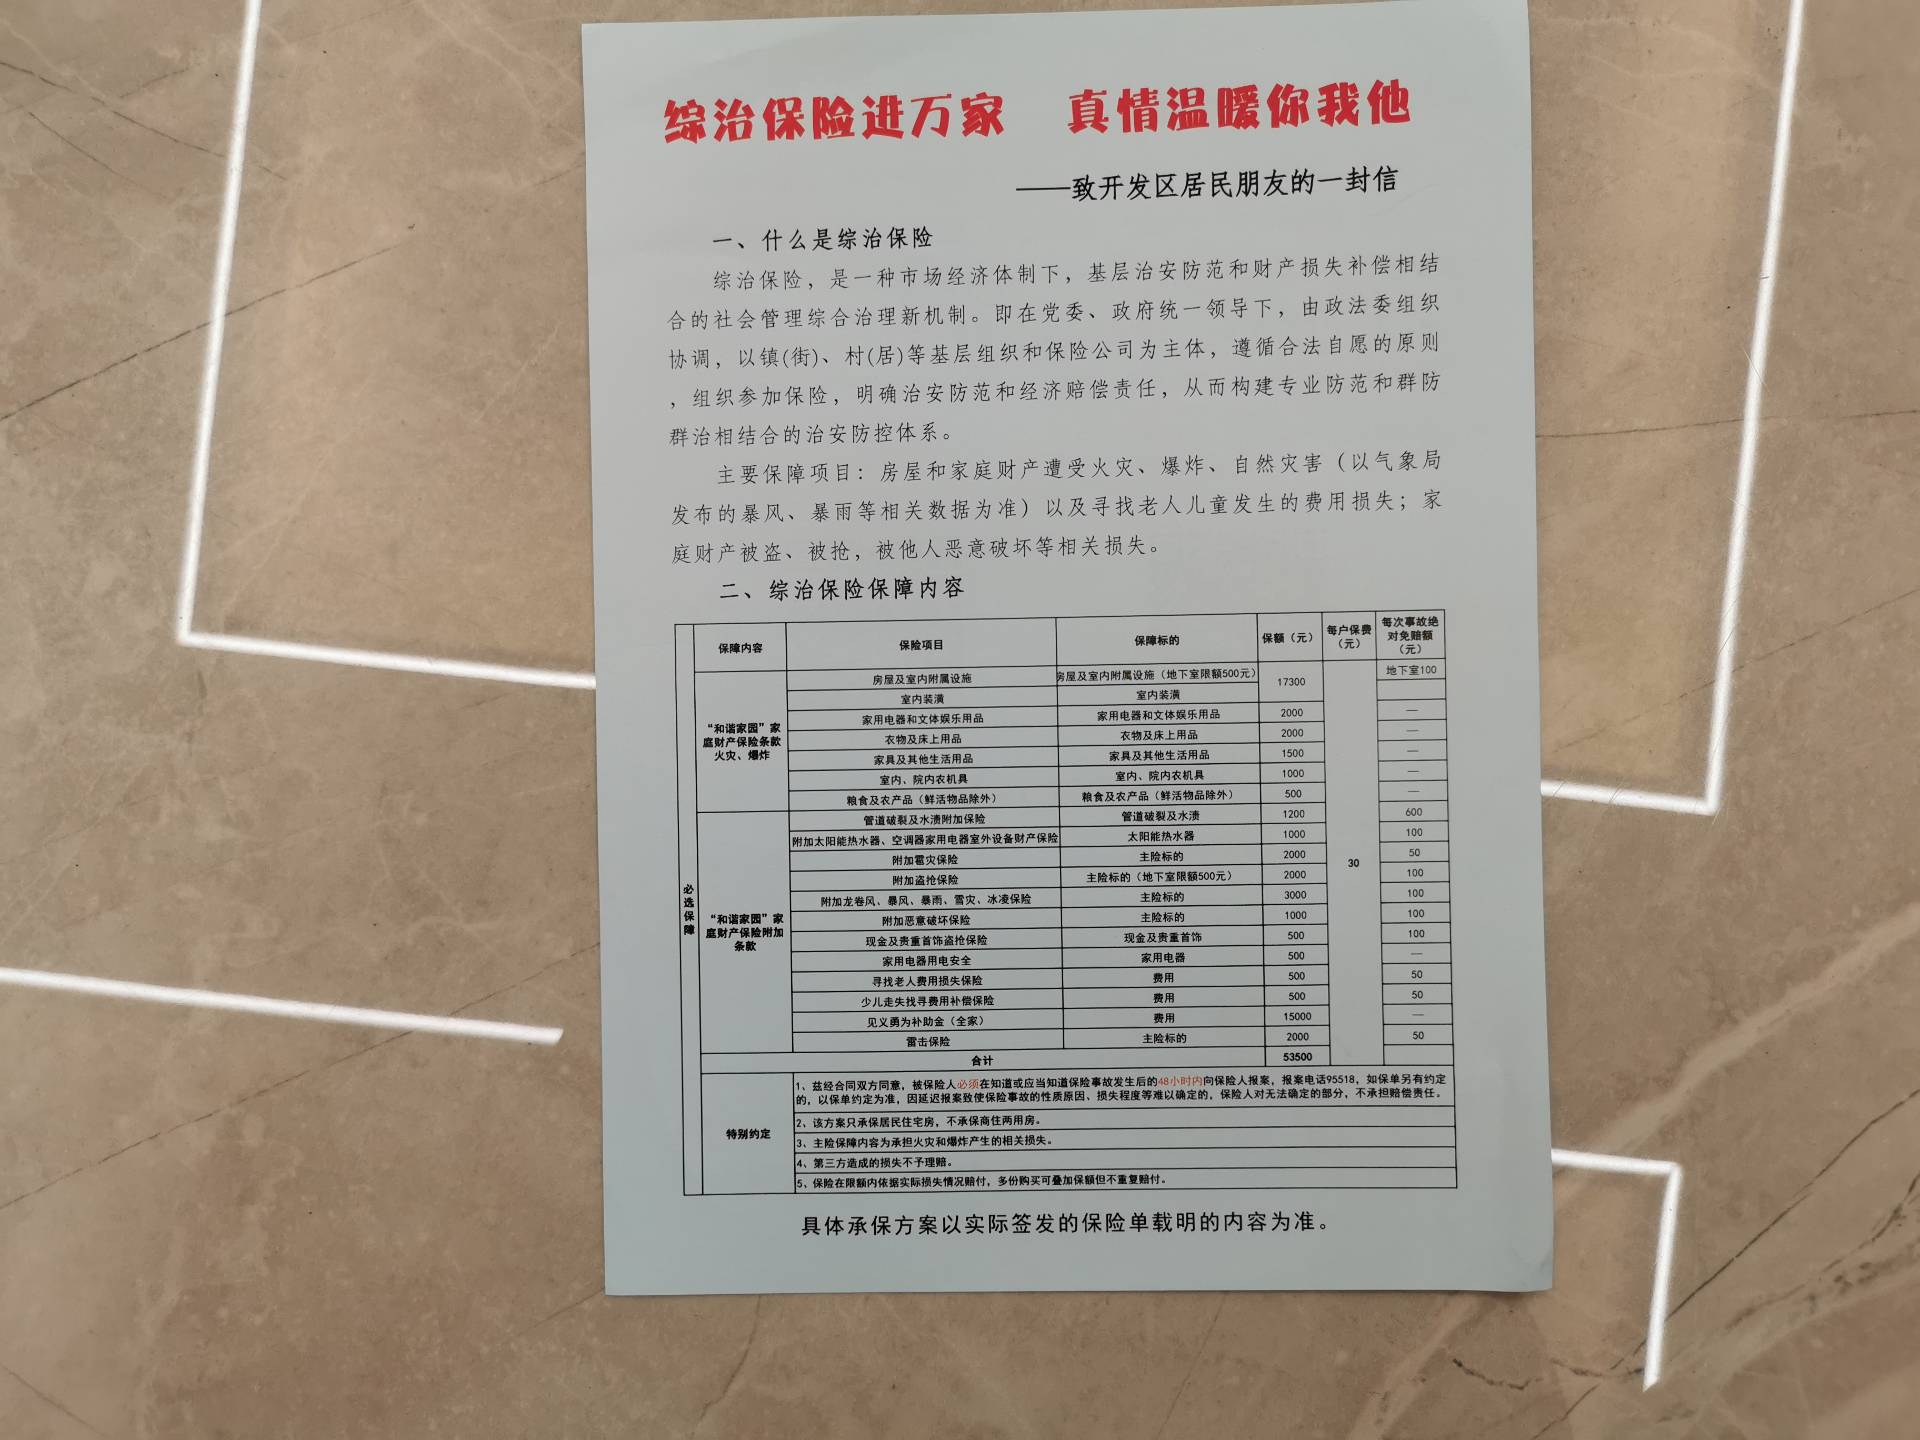 综治保险进万家 真情温暖你我他
——致开发区居民朋友的一封信
一、什么是综治保险
综治保险，是一种市场经济体制下，基层治安防范和财产损失补偿相结
合的社会管理综合治理新机制。即在党委、政府统一领导下，由政法委组织
协调，以镇(街)、村(居)等基层组织和保险公司为主体，遵循合法自愿的原则
，组织参加保险，明确治安防范和经济赔偿责任，从而构建专业防范和群防
群治相结合的治安防控体系。
主要保障项目：房屋和家庭财产遭受火灾、爆炸、自然灾害（以气象局
发布的暴风、暴雨等相关数据为准）以及寻找老人儿童发生的费用损失；家
庭财产被盗、被抢，被他人恶意破坏等相关损失。
二、综治保险保障内容
保障内容 保险项目 保障标的 保额（元） 每户保费（元） 每次事故绝对免赔额（元）
必选保障
“和谐家园”家庭财产保险条款火灾、爆炸
房屋及室内附属设施 房屋及室内附属设施（地下室限额500元） 17300 地下室100
室内装潢 室内装潢
家用电器和文体娱乐用品 家用电器和文体娱乐用品 2000 —
衣物及床上用品 衣物及床上用品 2000 —
家具及其他生活用品 家具及其他生活用品 1500 —
室内、院内农机具 室内、院内农机具 1000 —
粮食及农产品（鲜活物品除外） 粮食及农产品（鲜活物品除外） 500 —
“和谐家园”家庭财产保险附加条款
管道破裂及水渍附加保险 管道破裂及水渍 1200 600
附加太阳能热水器、空调器家用电器室外设备财产保险 太阳能热水器 1000 100
附加雹灾保险 主险标的 2000 30 50
附加盗抢保险 主险标的（地下室限额500元） 2000 100
附加龙卷风、暴风、暴雨、雪灾、冰凌保险 主险标的 3000 100
附加恶意破坏保险 主险标的 1000 100
现金及贵重首饰盗抢保险 现金及贵重首饰 500 100
家用电器用电安全 家用电器 500 —
寻找老人费用损失保险 费用 500 50
少儿走失找寻费用补偿保险 费用 500 50
见义勇为补助金（全家） 费用 15000 —
雷击保险 主险标的 2000 50
合计 53500
特别约定
1、兹经合同双方同意，被保险人必须在知道或应当知道保险事故发生后的48小时内向保险人报案，报案电话95518，如保单另有约定
的，以保单约定为准，因延迟报案致使保险事故的性质原因、损失程度等难以确定的，保险人对无法确定的部分，不承担赔偿责任。
2、该方案只承保居民住宅房，不承保商住两用房。
3、主险保障内容为承担火灾和爆炸产生的相关损失。
4、第三方造成的损失不予理赔。
5、保险在限额内依据实际损失情况赔付，多份购买可叠加保额但不重复赔付。
具体承保方案以实际签发的保险单载明的内容为准。